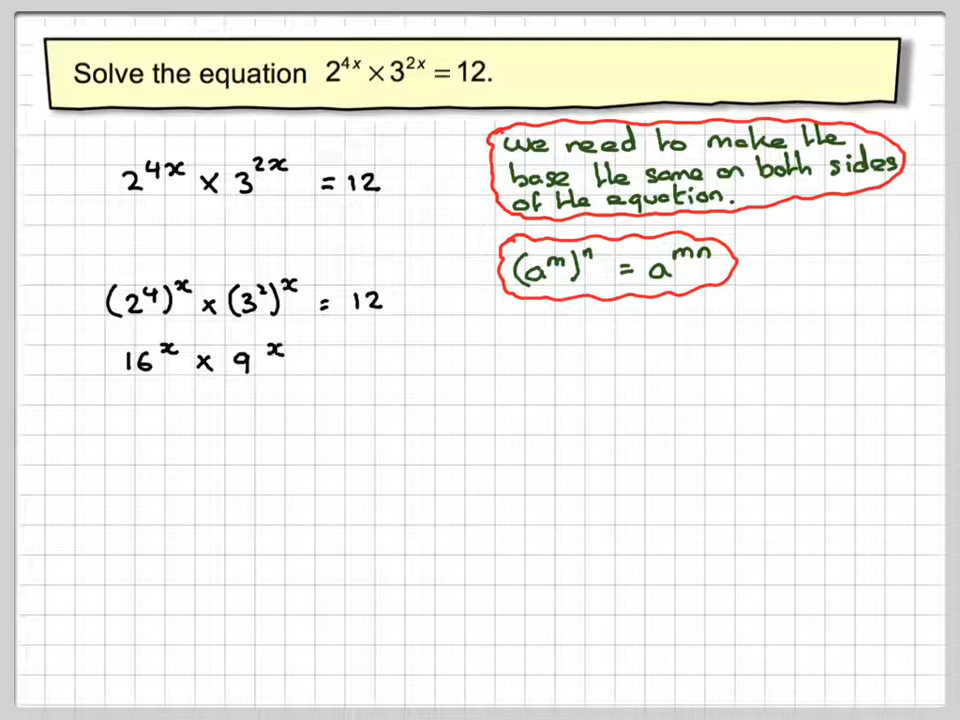 Solve the equation 2^{4x} × 3^{2x} = 12.
2^{4x} × 3^{2x} = 12
we need to make the
base the same on both sides
of the equation.
(a^m)^n = a^{mn}
(2^4)^x × (3^2)^x = 12
16^x × 9^x